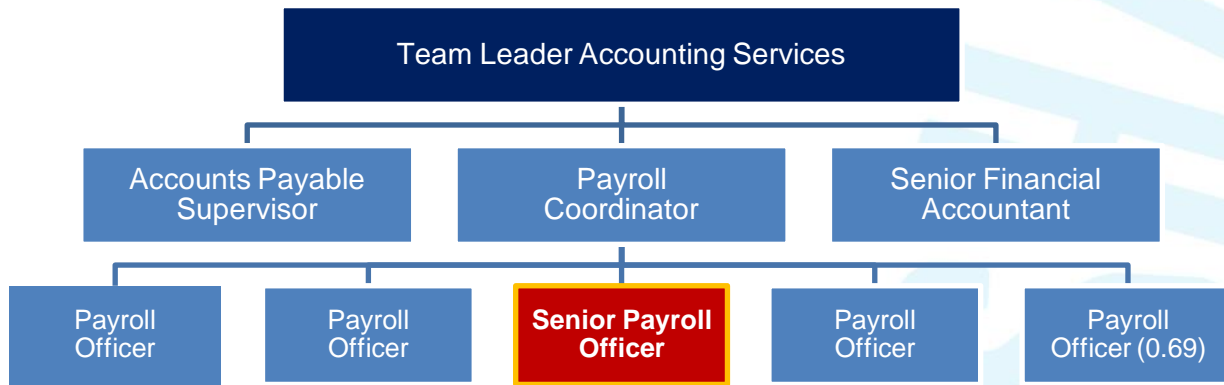 Team Leader Accounting Services
Accounts Payable
Supervisor
Payroll
Coordinator
Senior Financial
Accountant
Payroll
Officer
Payroll
Officer
Senior Payroll
Officer
Payroll
Officer
Payroll
Officer (0.69)